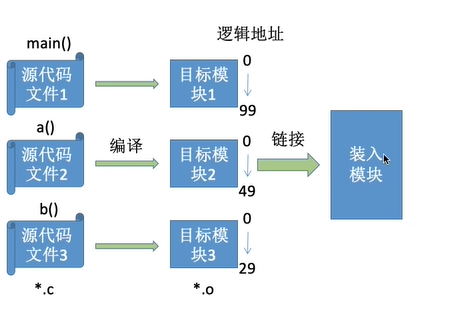 逻辑地址
main()
源代码
文件1
目标模
块1
0
99
a()
源代码
文件2
编译
目标模
块2
0
49
链接
装入
模块
b()
源代码
文件3
目标模
块3
0
29
*.c
*.o